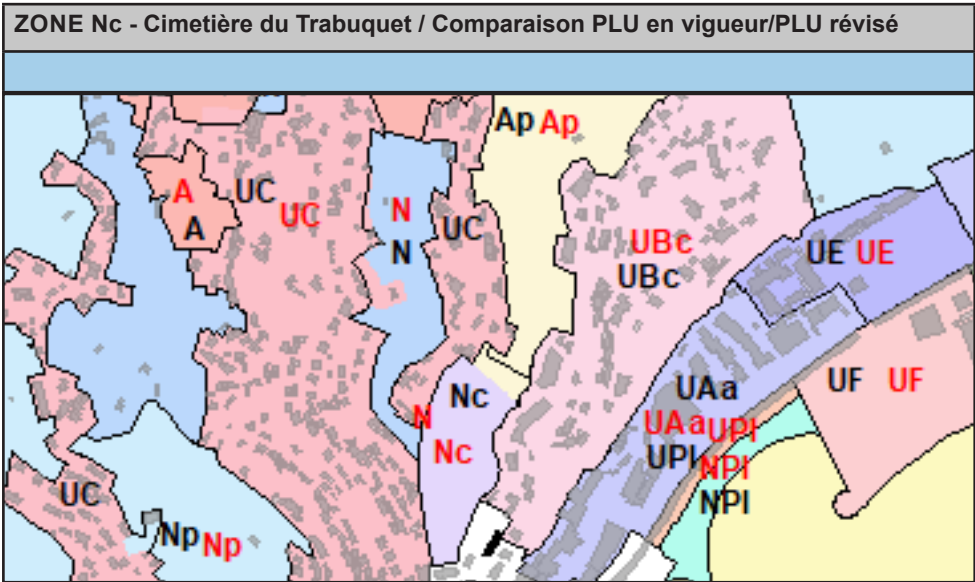 ZONE Nc - Cimetière du Trabuquet / Comparaison PLU en vigueur/PLU révisé
Ap Ap
A UC UC N UC
A N
UBc
UBc
UE UE
Nc
N
Nc
UAa
UAa UPl
UPl NPl
NPl
UF UF
UC
Np Np